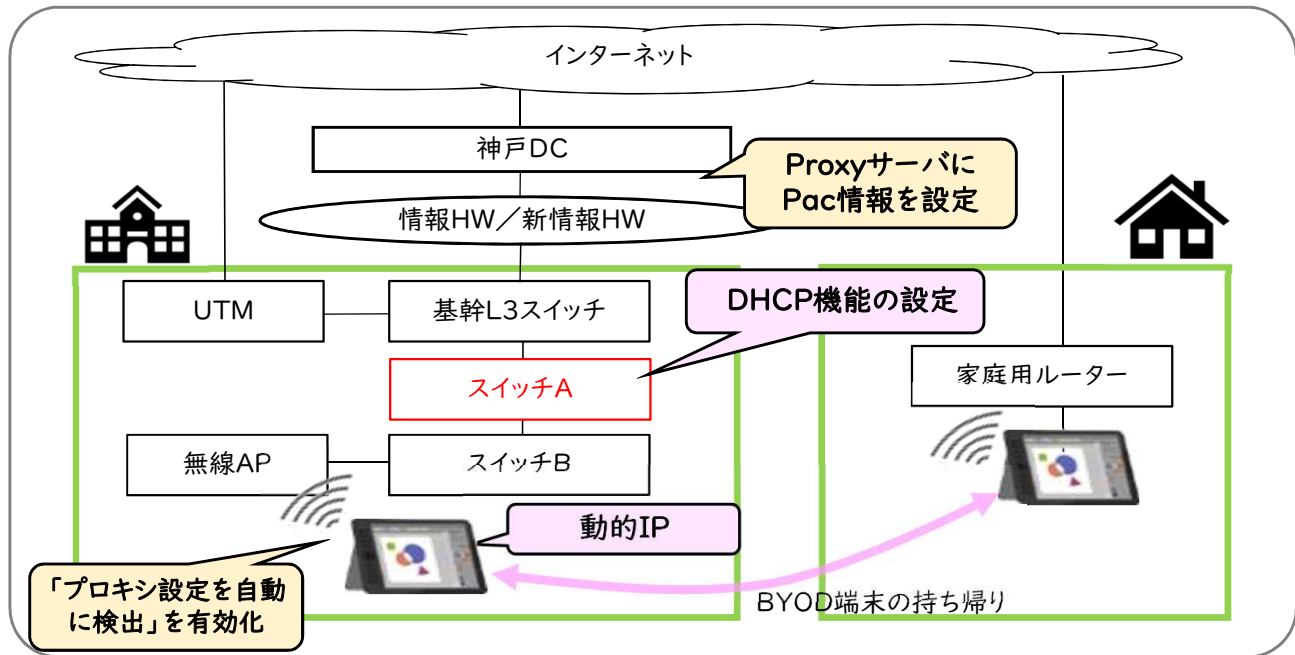 インターネット
神戸DC
Proxyサーバに
Pac情報を設定
情報HW／新情報HW
UTM
基幹L3スイッチ
DHCP機能の設定
スイッチA
家庭用ルーター
無線AP
スイッチB
動的IP
「プロキシ設定を自動
に検出」を有効化
BYOD端末の持ち帰り